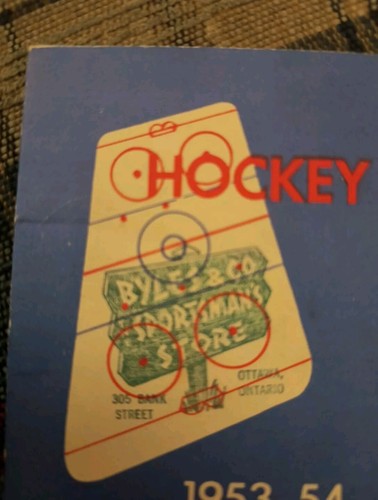 HOCKEY
BYLES & CO.
SPORTSMAN'S
STORE
305 BANK
STREET
OTTAWA,
ONTARIO
1953-54